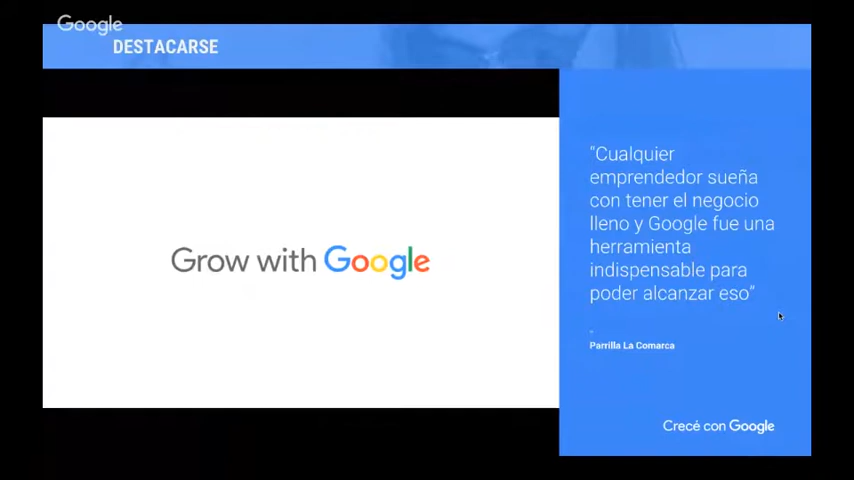 Google
DESTACARSE
Grow with Google
“Cualquier
emprendedor sueña
con tener el negocio
lleno y Google fue una
herramienta
indispensable para
poder alcanzar eso”
-
Parrilla La Comarca
Crecé con Google